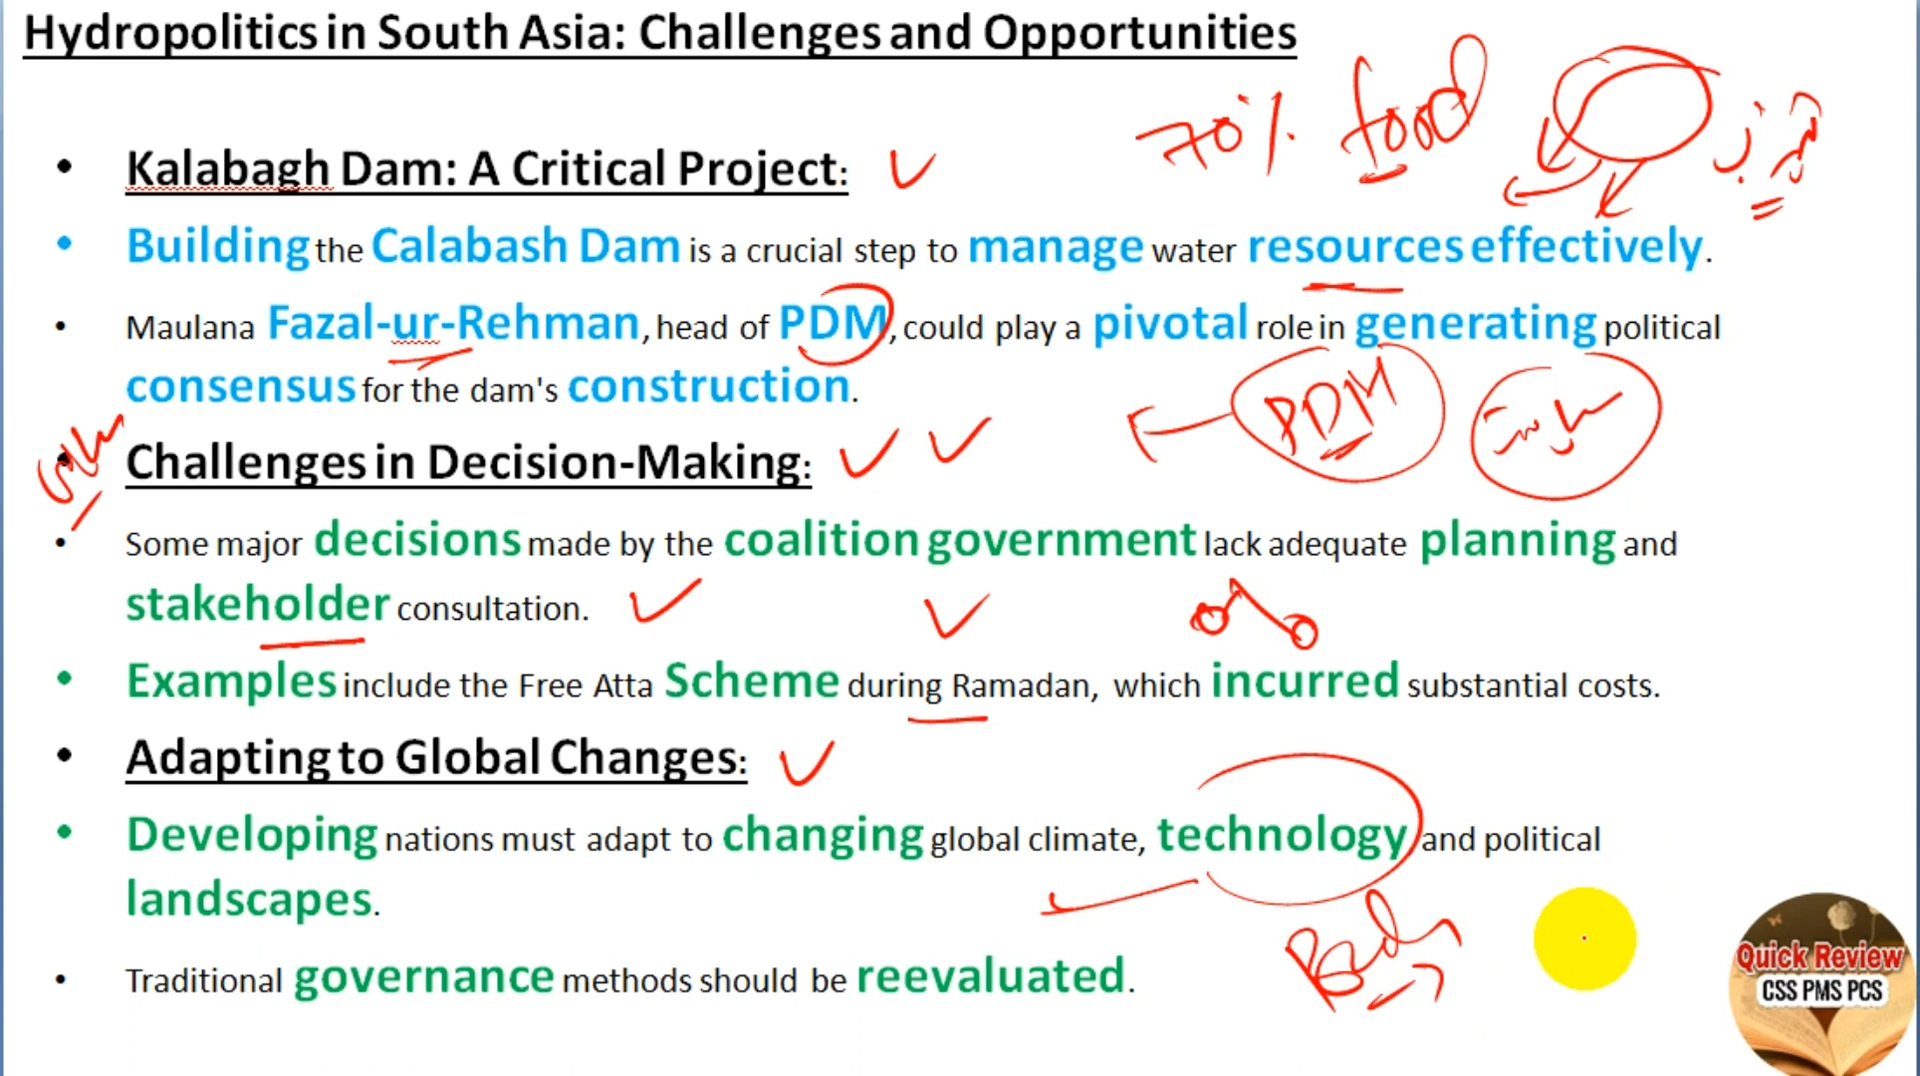 Hydropolitics in South Asia: Challenges and Opportunities
70% food
• Kalabagh Dam: A Critical Project:
• Building the Calabash Dam is a crucial step to manage water resources effectively.
• Maulana Fazal-ur-Rehman, head of PDM, could play a pivotal role in generating political
consensus for the dam's construction.
PDM
• Challenges in Decision-Making:
• Some major decisions made by the coalition government lack adequate planning and
stakeholder consultation.
• Examples include the Free Atta Scheme during Ramadan, which incurred substantial costs.
• Adapting to Global Changes:
• Developing nations must adapt to changing global climate, technology and political
landscapes.
• Traditional governance methods should be reevaluated.
Quick Review
CSS PMS PCS